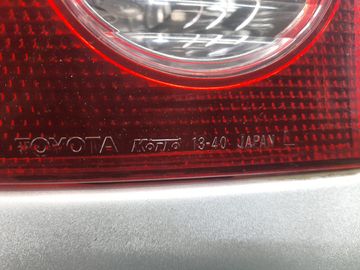 TOYOTA KOITO 13-40 JAPAN L